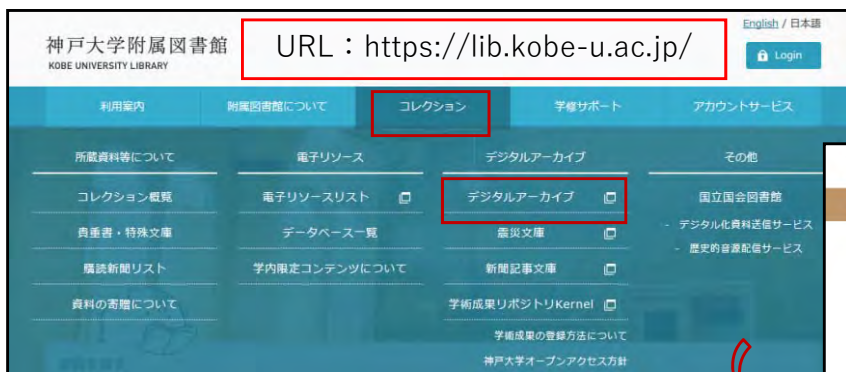 神戸大学附属図書館
KOBE UNIVERSITY LIBRARY
URL：https://lib.kobe-u.ac.jp/
English / 日本語
Login
利用案内 附属図書館について コレクション 学修サポート アカウントサービス
所蔵資料等について 電子リソース デジタルアーカイブ その他
コレクション概覧 電子リソースリスト デジタルアーカイブ 国立国会図書館
貴重書・特殊文庫 データベース一覧 震災文庫 - デジタル化資料送信サービス
- 歴史的音源配信サービス
購読新聞リスト 学内限定コンテンツについて 新聞記事文庫
資料の寄贈について 学術成果リポジトリKernel
学術成果の登録方法について
神戸大学オープンアクセス方針